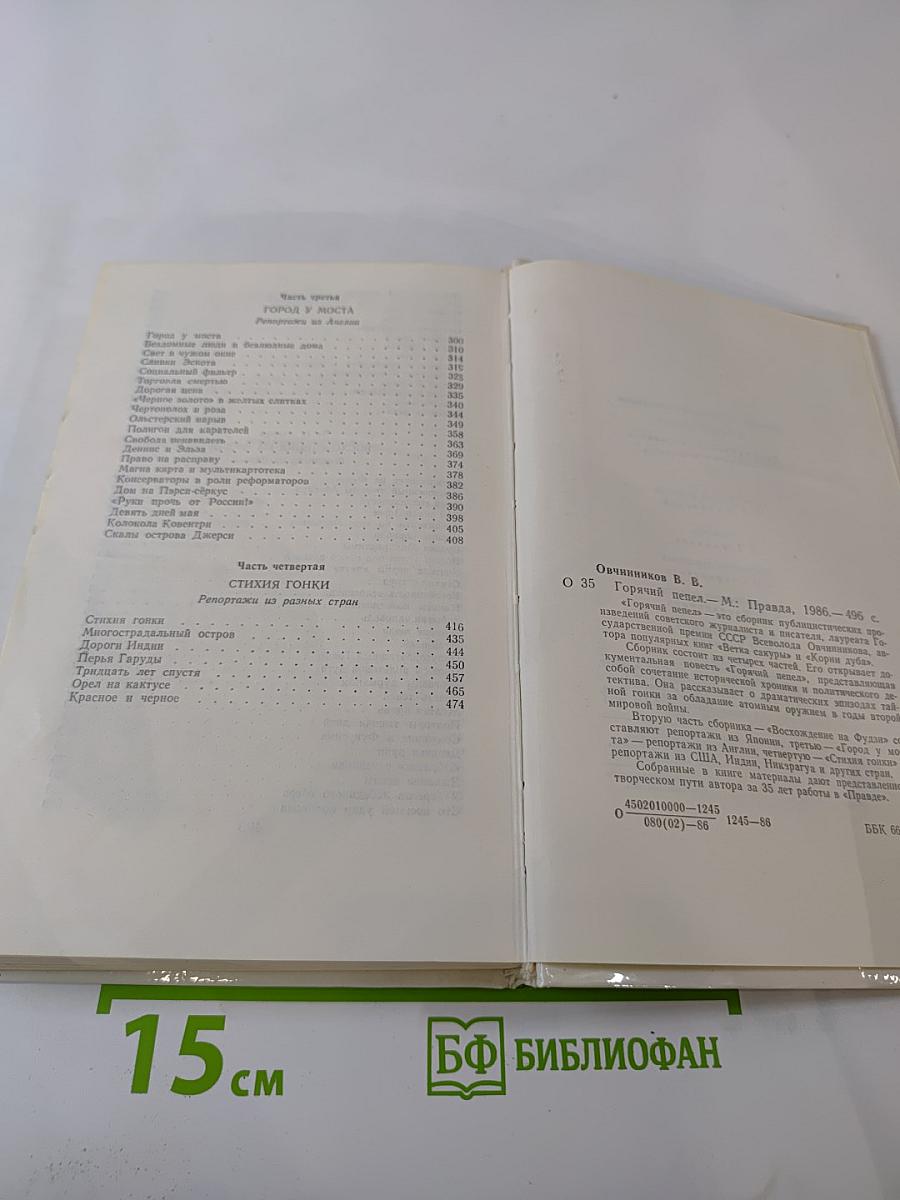 Часть третья
ГОРОД У МОСТА
Репортажи из Англии
Город у моста 300
Бездомные люди и безлюдные дома 310
Свет в чужом окне 314
Сливки Эскота 319
Социальный фильтр 325
Торговля смертью 329
Дорогая цена 335
«Черное золото» в желтых слитках 340
Чертополох и роза 344
Ольстерский нарыв 349
Полигон для карателей 358
Свобода ненавидеть 363
Деннис и Эльза 369
Право на расправу 374
Магна карта и мультикартотека 378
Консерваторы в роли реформаторов 382
Дом на Пэрси-сёркус 386
«Руки прочь от России!» 390
Девять дней мая 398
Колокола Ковентри 405
Скалы острова Джерси 408
Часть четвертая
СТИХИЯ ГОНКИ
Репортажи из разных стран
Стихия гонки 416
Многострадальный остров 435
Дороги Индии 444
Перья Гаруды 450
Тридцать лет спустя 457
Орел на кактусе 465
Красное и черное 474
Овчинников В. В.
О 35 Горячий пепел.— М.: Правда, 1986.— 496 с.
«Горячий пепел» — это сборник публицистических про-
изведений советского журналиста и писателя, лауреата Го-
сударственной премии СССР Всеволода Овчинникова, ав-
тора популярных книг «Ветка сакуры» и «Корни дуба».
Сборник состоит из четырех частей. Его открывает до-
кументальная повесть «Горячий пепел», представляющая
собой сочетание исторической хроники и политического де-
тектива. Она рассказывает о драматических эпизодах тай-
ной гонки за обладание атомным оружием в годы второй
мировой войны.
Вторую часть сборника — «Восхождение на Фудзи» со
ставляют репортажи из Японии, третью — «Город у мо
та» — репортажи из Англии, четвертую — «Стихия гонки»
репортажи из США, Индии, Никарагуа и других стран.
Собранные в книге материалы дают представление
творческом пути автора за 35 лет работы в «Правде».
О 4502010000—1245
080(02)—86 1245—86
ББК 66
15 см
БФ БИБЛИОФАН